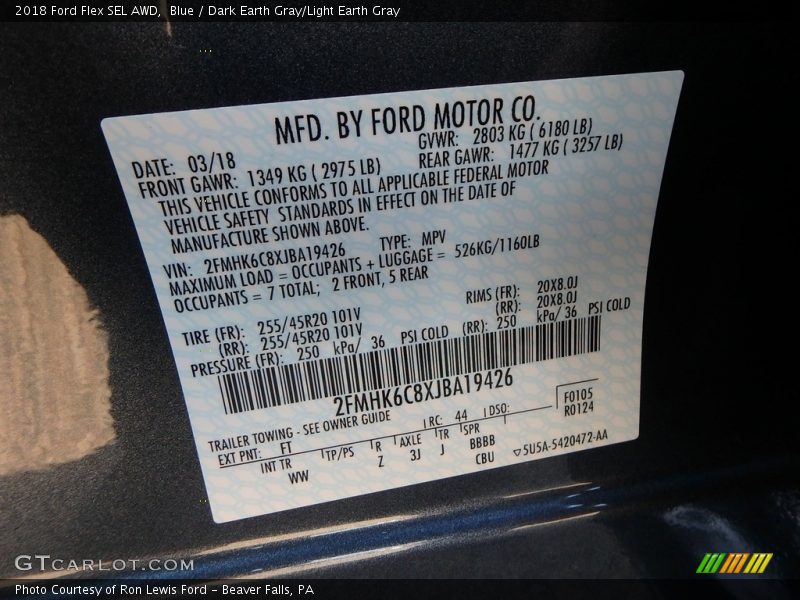 2018 Ford Flex SEL AWD,  Blue / Dark Earth Gray/Light Earth Gray
MFD. BY FORD MOTOR CO.
DATE: 03/18 GVWR: 2803 KG ( 6180 LB)
FRONT GAWR: 1349 KG ( 2975 LB) REAR GAWR: 1477 KG ( 3257 LB)
THIS VEHICLE CONFORMS TO ALL APPLICABLE FEDERAL MOTOR
VEHICLE SAFETY STANDARDS IN EFFECT ON THE DATE OF
MANUFACTURE SHOWN ABOVE.
VIN: 2FMHK6C8XJBA19426 TYPE: MPV
MAXIMUM LOAD = OCCUPANTS + LUGGAGE = 526KG/1160LB
OCCUPANTS = 7 TOTAL; 2 FRONT, 5 REAR
TIRE (FR): 255/45R20 101V RIMS (FR): 20X8.0J
(RR): 255/45R20 101V (RR): 20X8.0J
PRESSURE (FR): 250 kPa/ 36 PSI COLD (RR): 250 kPa/ 36 PSI COLD
2FMHK6C8XJBA19426
TRAILER TOWING - SEE OWNER GUIDE
EXT PNT: FT RC: 44 DSO: F0105
R0124
INT TR TP/PS R AXLE TR SPR
WW Z 3J J BBBB
CBU 5U5A-5420472-AA
GTCARLOT.COM
Photo Courtesy of Ron Lewis Ford - Beaver Falls, PA